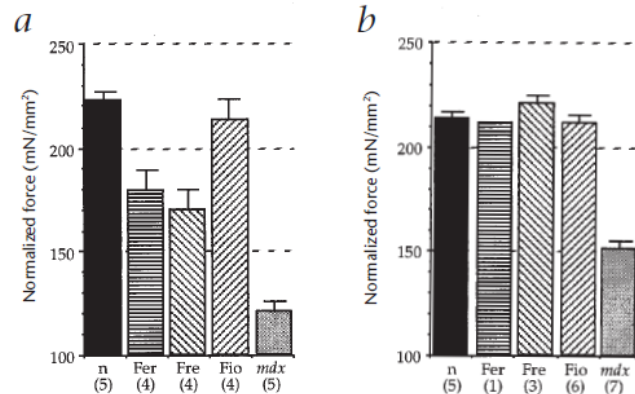 a
Normalized force (mN/mm²)
250
200
150
100
n Fer Fre Fio mdx
(5) (4) (4) (4) (5)
b
Normalized force (mN/mm²)
250
200
150
100
n Fer Fre Fio mdx
(5) (1) (3) (6) (7)